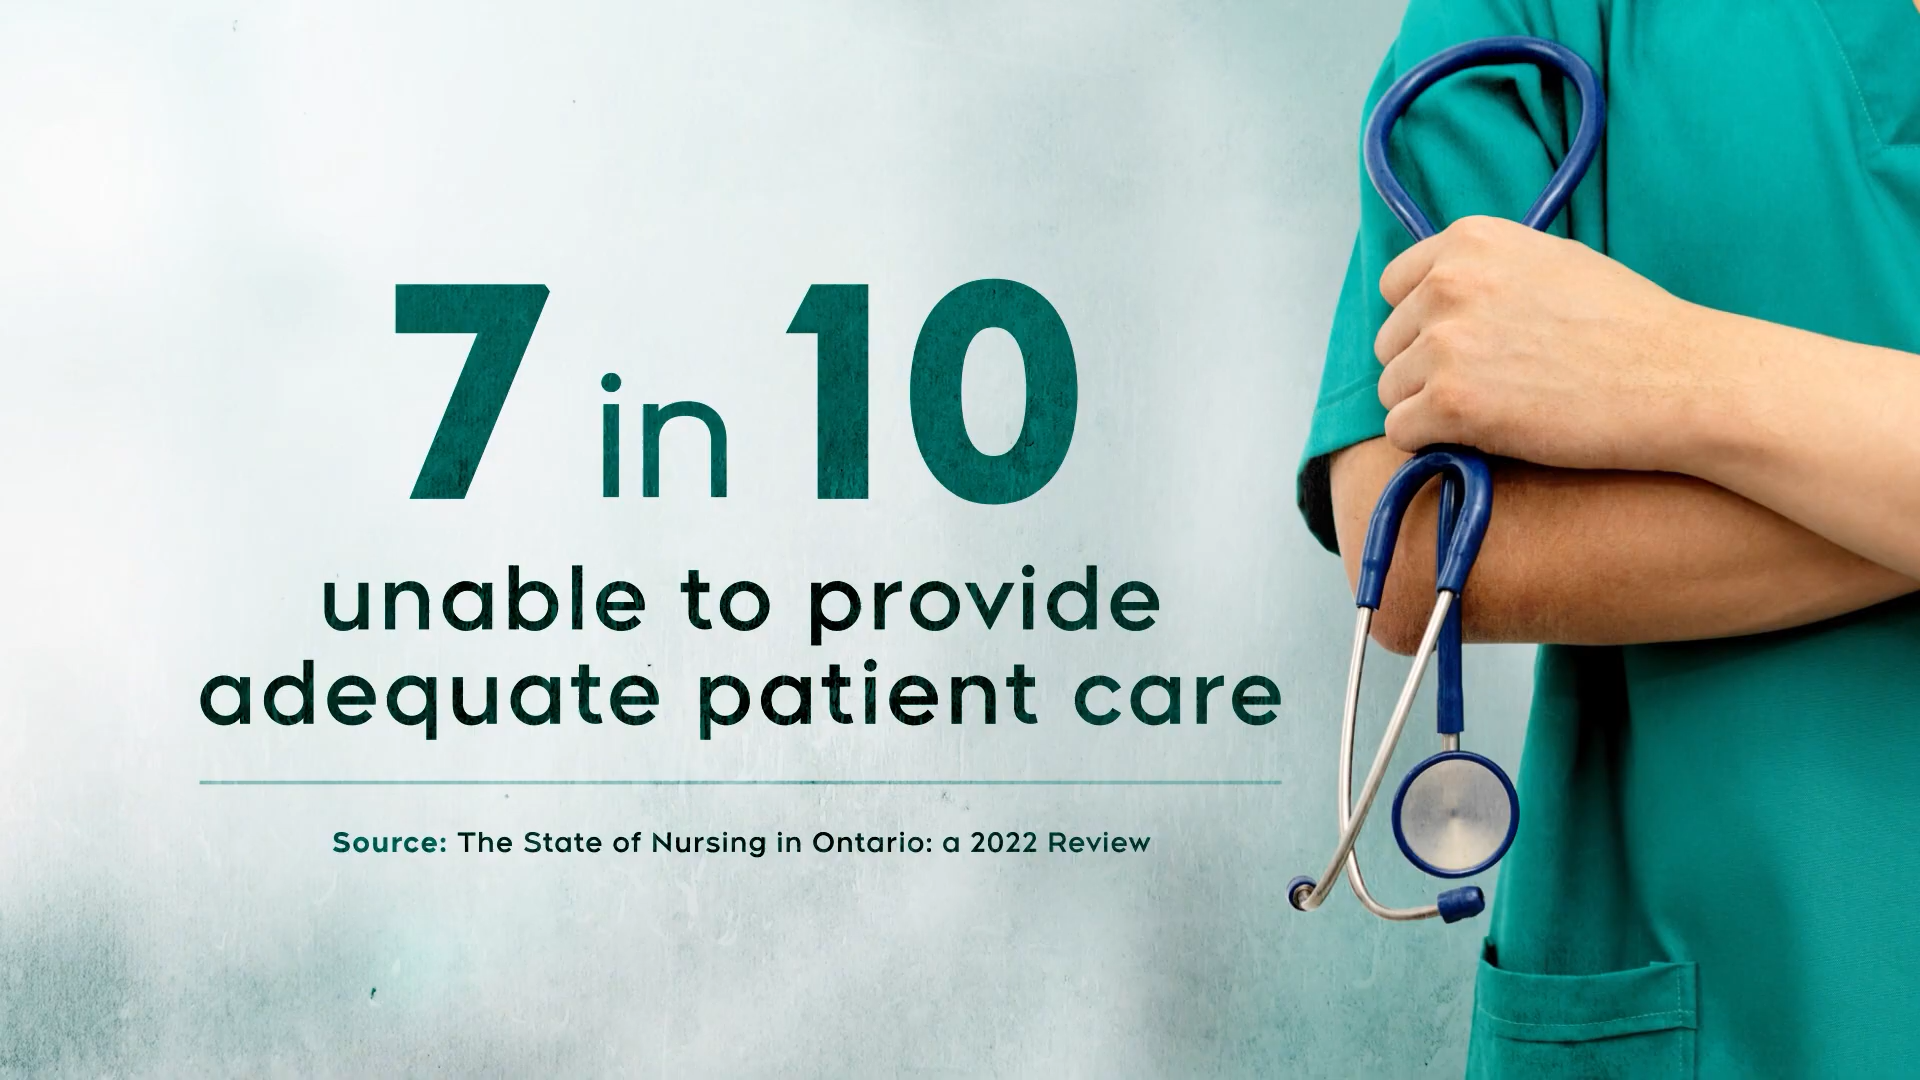 7 in 10
unable to provide
adequate patient care
Source: The State of Nursing in Ontario: a 2022 Review